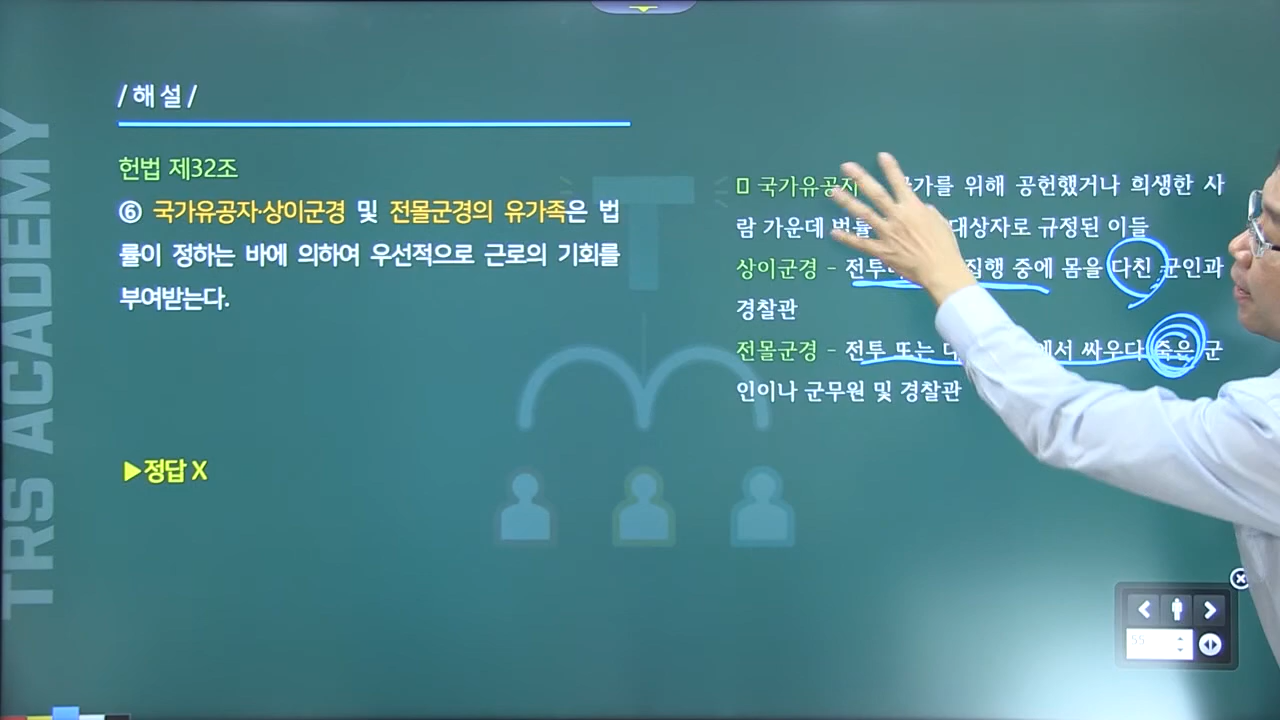 / 해 설 /
헌법 제32조
⑥ 국가유공자·상이군경 및 전몰군경의 유가족은 법
률이 정하는 바에 의하여 우선적으로 근로의 기회를
부여받는다.
▶정답 X
국가유공자 위해 공헌했거나 희생한 사
람 가운데 대상자로 규정된 이들
상이군경 - 집행 중에 몸을 다친 군인과
경찰관
전몰군경 - 전투 또는 싸우다 죽은 군
인이나 군무원 및 경찰관
TRS ACADEMY
55